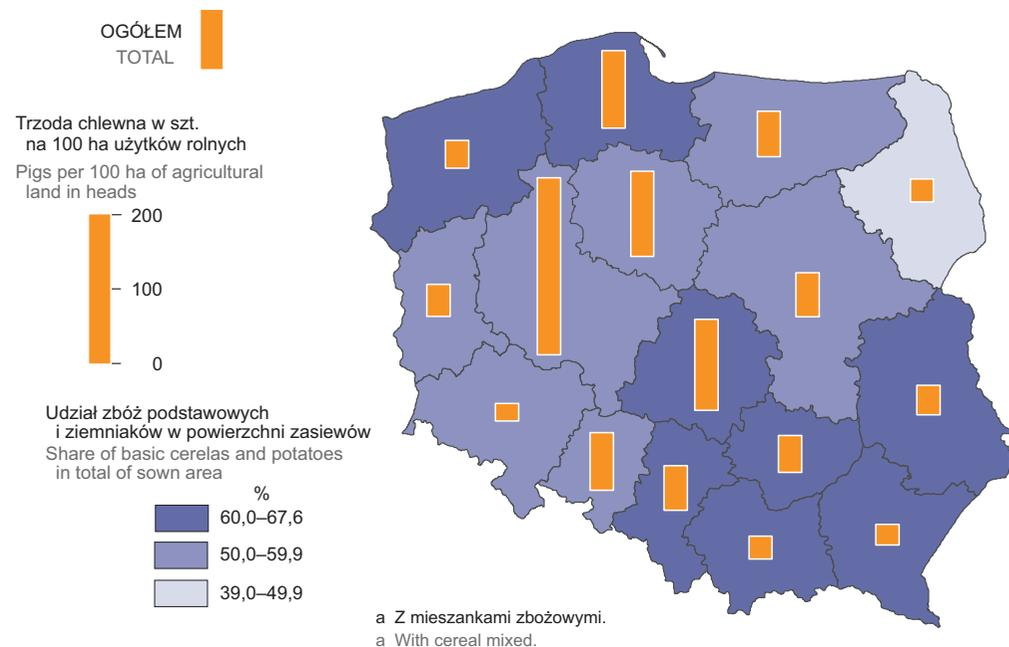 OGÓŁEM
TOTAL
Trzoda chlewna w szt.
na 100 ha użytków rolnych
Pigs per 100 ha of agricultural
land in heads
200
100
0
Udział zbóż podstawowych
i ziemniaków w powierzchni zasiewów
Share of basic cerelas and potatoes
in total of sown area
%
60,0–67,6
50,0–59,9
39,0–49,9
a Z mieszankami zbożowymi.
a With cereal mixed.